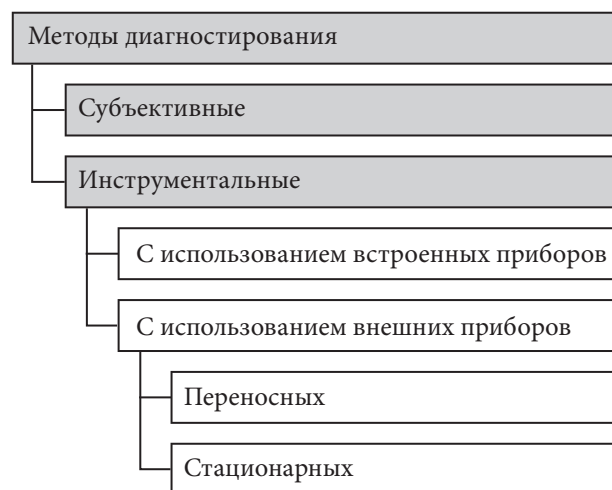 Методы диагностирования
Субъективные
Инструментальные
С использованием встроенных приборов
С использованием внешних приборов
Переносных
Стационарных